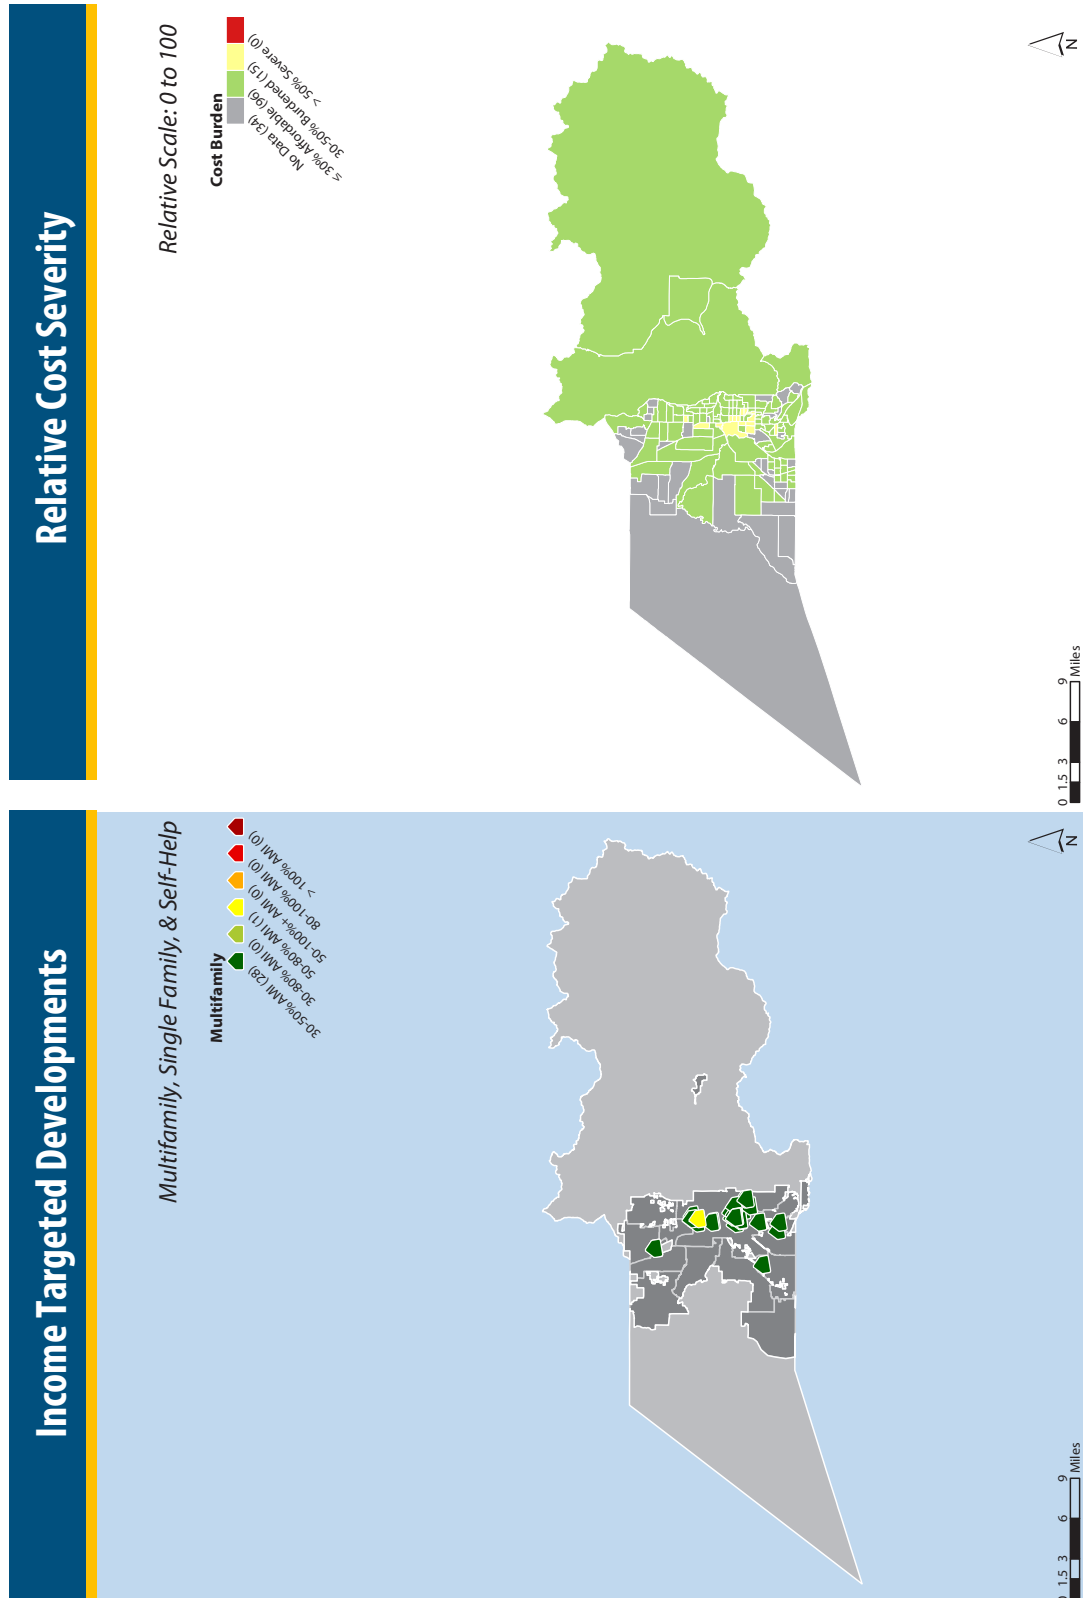 Income Targeted Developments
Multifamily, Single Family, & Self-Help
Multifamily
30-50% AMI (28)
30-80% AMI (0)
50-80% AMI (1)
50-100%+ AMI (0)
80-100% AMI (0)
> 100% AMI (0)
N
0 1.5 3 6 9
Miles
Relative Cost Severity
Relative Scale: 0 to 100
Cost Burden
No Data (34)
≤ 30% Affordable (96)
30-50% Burdened (15)
> 50% Severe (0)
N
0 1.5 3 6 9
Miles